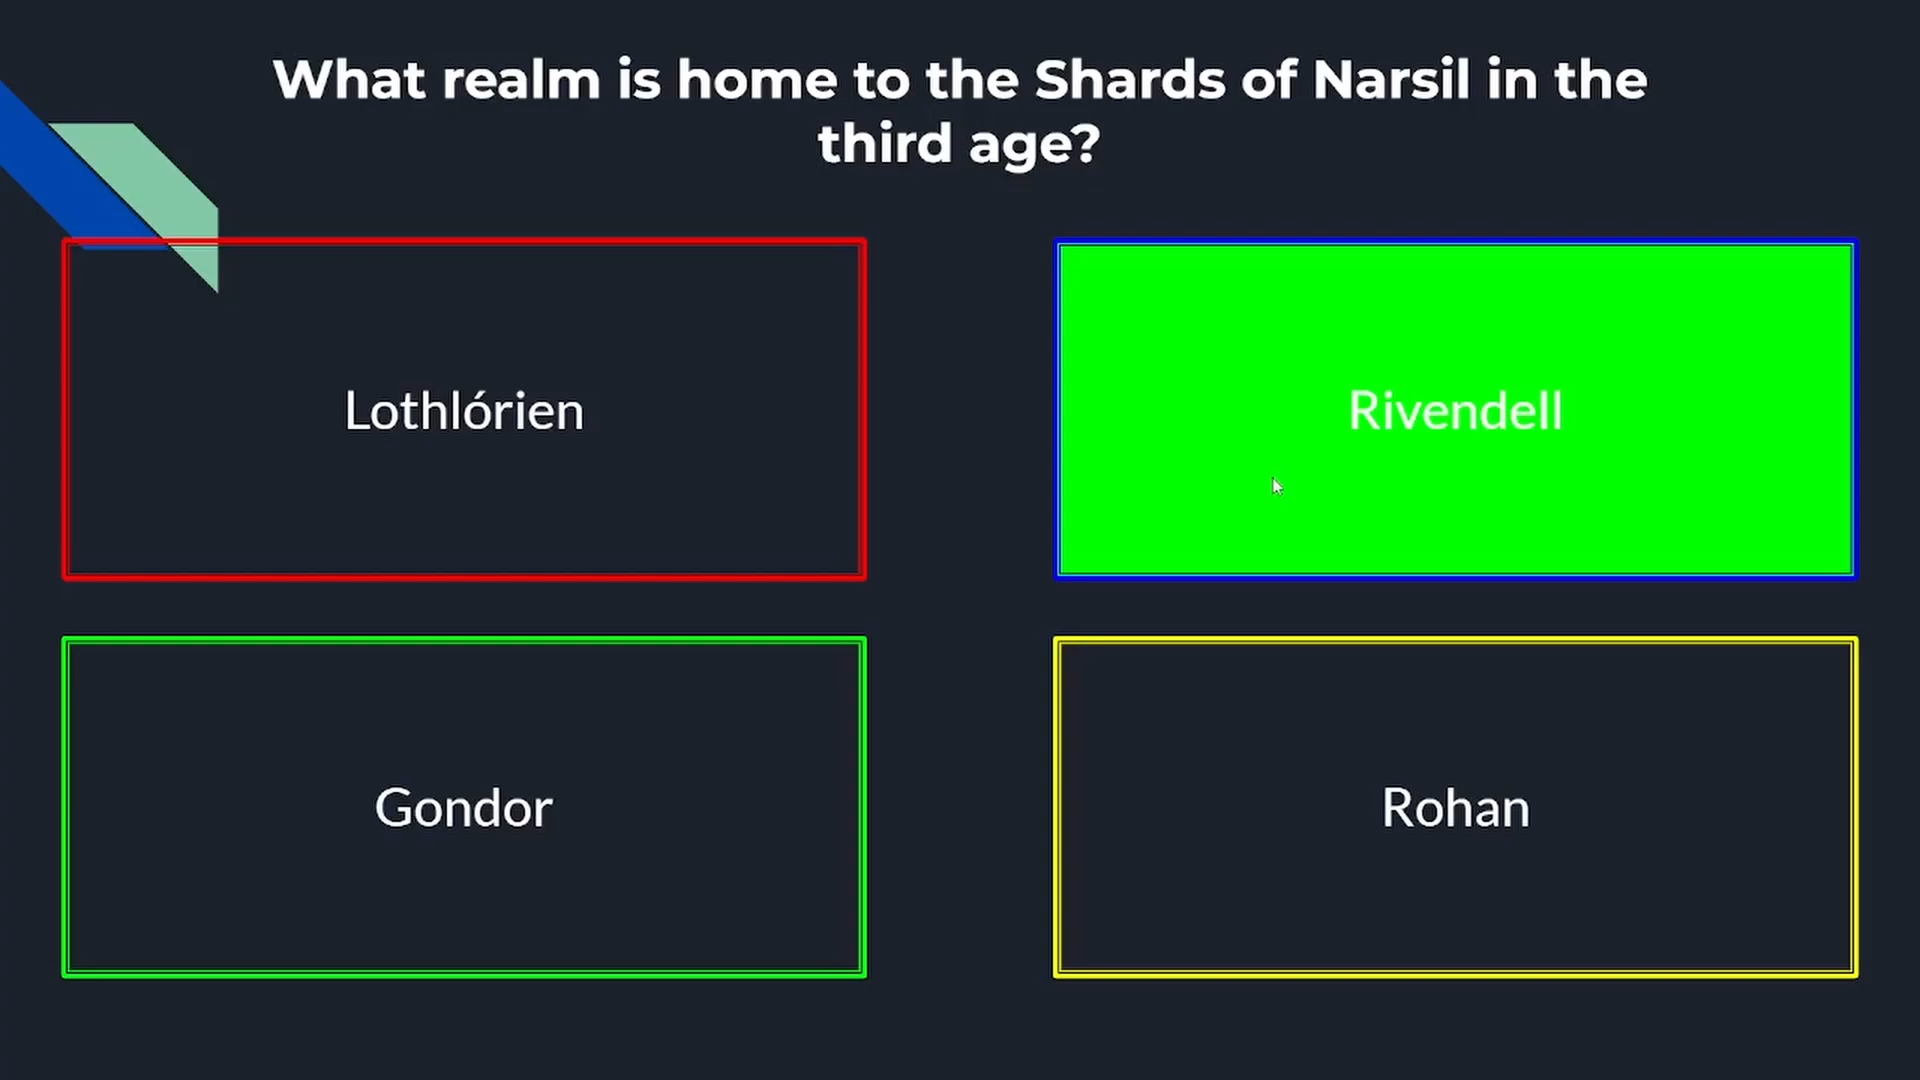 What realm is home to the Shards of Narsil in the
third age?
Lothlórien
Rivendell
Gondor
Rohan